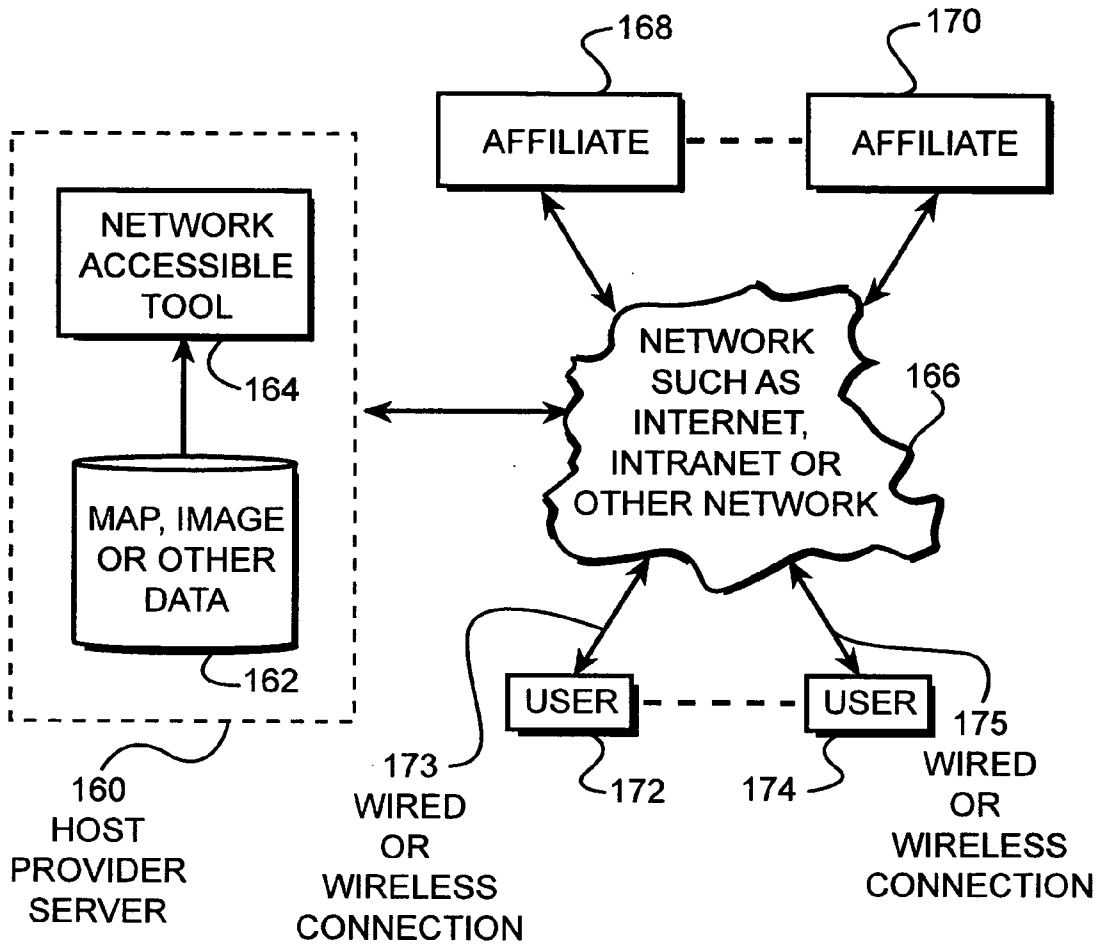 168
170
AFFILIATE
AFFILIATE
NETWORK
ACCESSIBLE
TOOL
164
MAP, IMAGE
OR OTHER
DATA
162
NETWORK
SUCH AS
INTERNET,
INTRANET OR
OTHER NETWORK
166
USER
USER
172
174
160
HOST
PROVIDER
SERVER
173
WIRED
OR
WIRELESS
CONNECTION
175
WIRED
OR
WIRELESS
CONNECTION